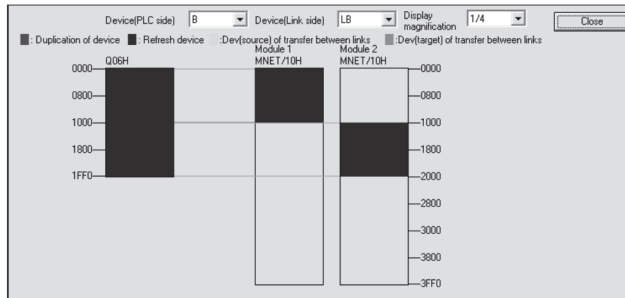 Device(PLC side) B Device(Link side) LB Display magnification 1/4 Close
: Duplication of device : Refresh device :Dev(source) of transfer between links :Dev(target) of transfer between links
Module 1 Module 2
Q06H MNET/10H MNET/10H
0000 0000
0800 0800
1000 1000
1800 1800
1FF0 2000
2800
3000
3800
3FF0